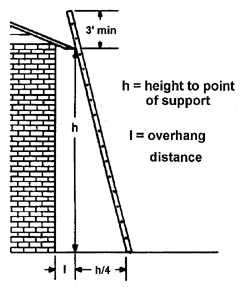 3' min
h = height to point
of support
h
l = overhang
distance
l
h/4